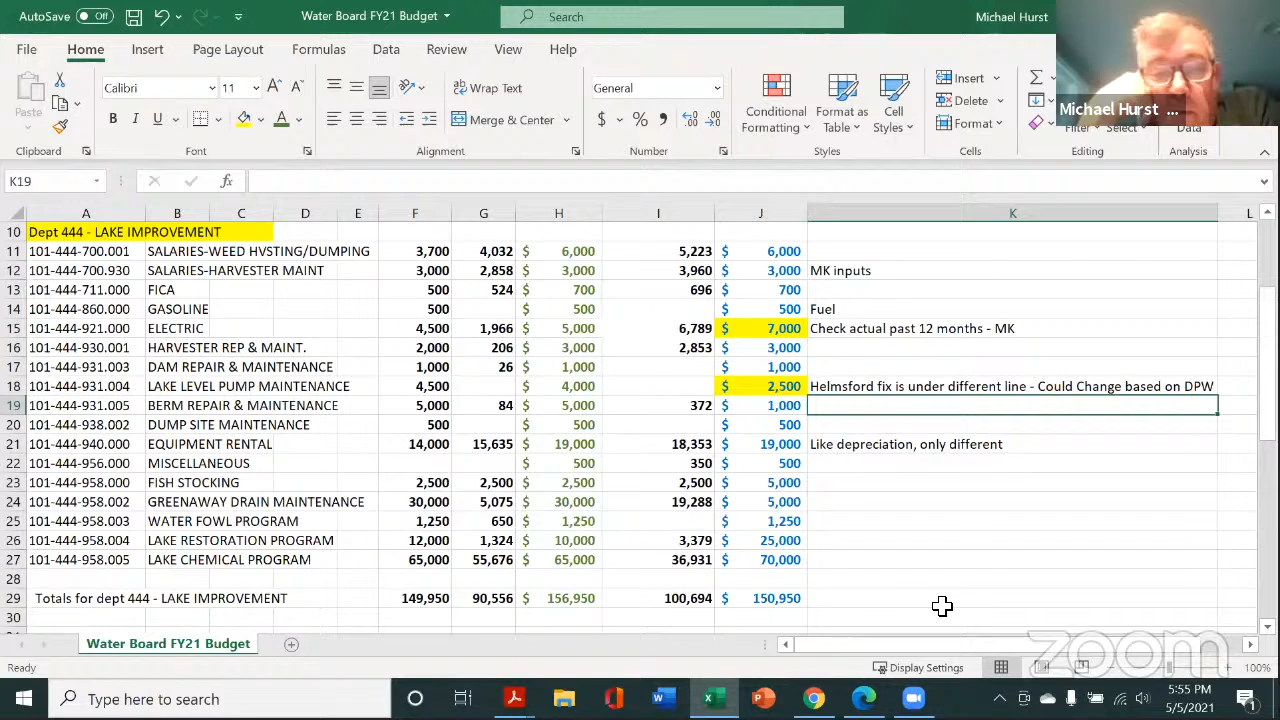 AutoSave Off Water Board FY21 Budget Search Michael Hurst
File Home Insert Page Layout Formulas Data Review View Help
Paste Calibri 11 Wrap Text General Conditional Formatting Format as Table Cell Styles Insert
B I U A Merge & Center $ % Delete
Format Filter Select Data
Michael Hurst ...
Clipboard Font Alignment Number Styles Cells Editing Analysis
K19 fx
A B C D E F G H I J K L
10 Dept 444 - LAKE IMPROVEMENT
11 101-444-700.001 SALARIES-WEED HVSTING/DUMPING 3,700 4,032 $ 6,000 5,223 $ 6,000
12 101-444-700.930 SALARIES-HARVESTER MAINT 3,000 2,858 $ 3,000 3,960 $ 3,000 MK inputs
13 101-444-711.000 FICA 500 524 $ 700 696 $ 700
14 101-444-860.000 GASOLINE 500 $ 500 $ 500 Fuel
15 101-444-921.000 ELECTRIC 4,500 1,966 $ 5,000 6,789 $ 7,000 Check actual past 12 months - MK
16 101-444-930.001 HARVESTER REP & MAINT. 2,000 206 $ 3,000 2,853 $ 3,000
17 101-444-931.003 DAM REPAIR & MAINTENANCE 1,000 26 $ 1,000 $ 1,000
18 101-444-931.004 LAKE LEVEL PUMP MAINTENANCE 4,500 $ 4,000 $ 2,500 Helmsford fix is under different line - Could Change based on DPW
19 101-444-931.005 BERM REPAIR & MAINTENANCE 5,000 84 $ 5,000 372 $ 1,000
20 101-444-938.002 DUMP SITE MAINTENANCE 500 $ 500 $ 500
21 101-444-940.000 EQUIPMENT RENTAL 14,000 15,635 $ 19,000 18,353 $ 19,000 Like depreciation, only different
22 101-444-956.000 MISCELLANEOUS $ 500 350 $ 500
23 101-444-958.000 FISH STOCKING 2,500 2,500 $ 2,500 2,500 $ 5,000
24 101-444-958.002 GREENAWAY DRAIN MAINTENANCE 30,000 5,075 $ 30,000 19,288 $ 5,000
25 101-444-958.003 WATER FOWL PROGRAM 1,250 650 $ 1,250 $ 1,250
26 101-444-958.004 LAKE RESTORATION PROGRAM 12,000 1,324 $ 10,000 3,379 $ 25,000
27 101-444-958.005 LAKE CHEMICAL PROGRAM 65,000 55,676 $ 65,000 36,931 $ 70,000
28
29 Totals for dept 444 - LAKE IMPROVEMENT 149,950 90,556 $ 156,950 100,694 $ 150,950
30
Water Board FY21 Budget
zoom
Ready Display Settings 100%
Type here to search 5:55 PM
5/5/2021